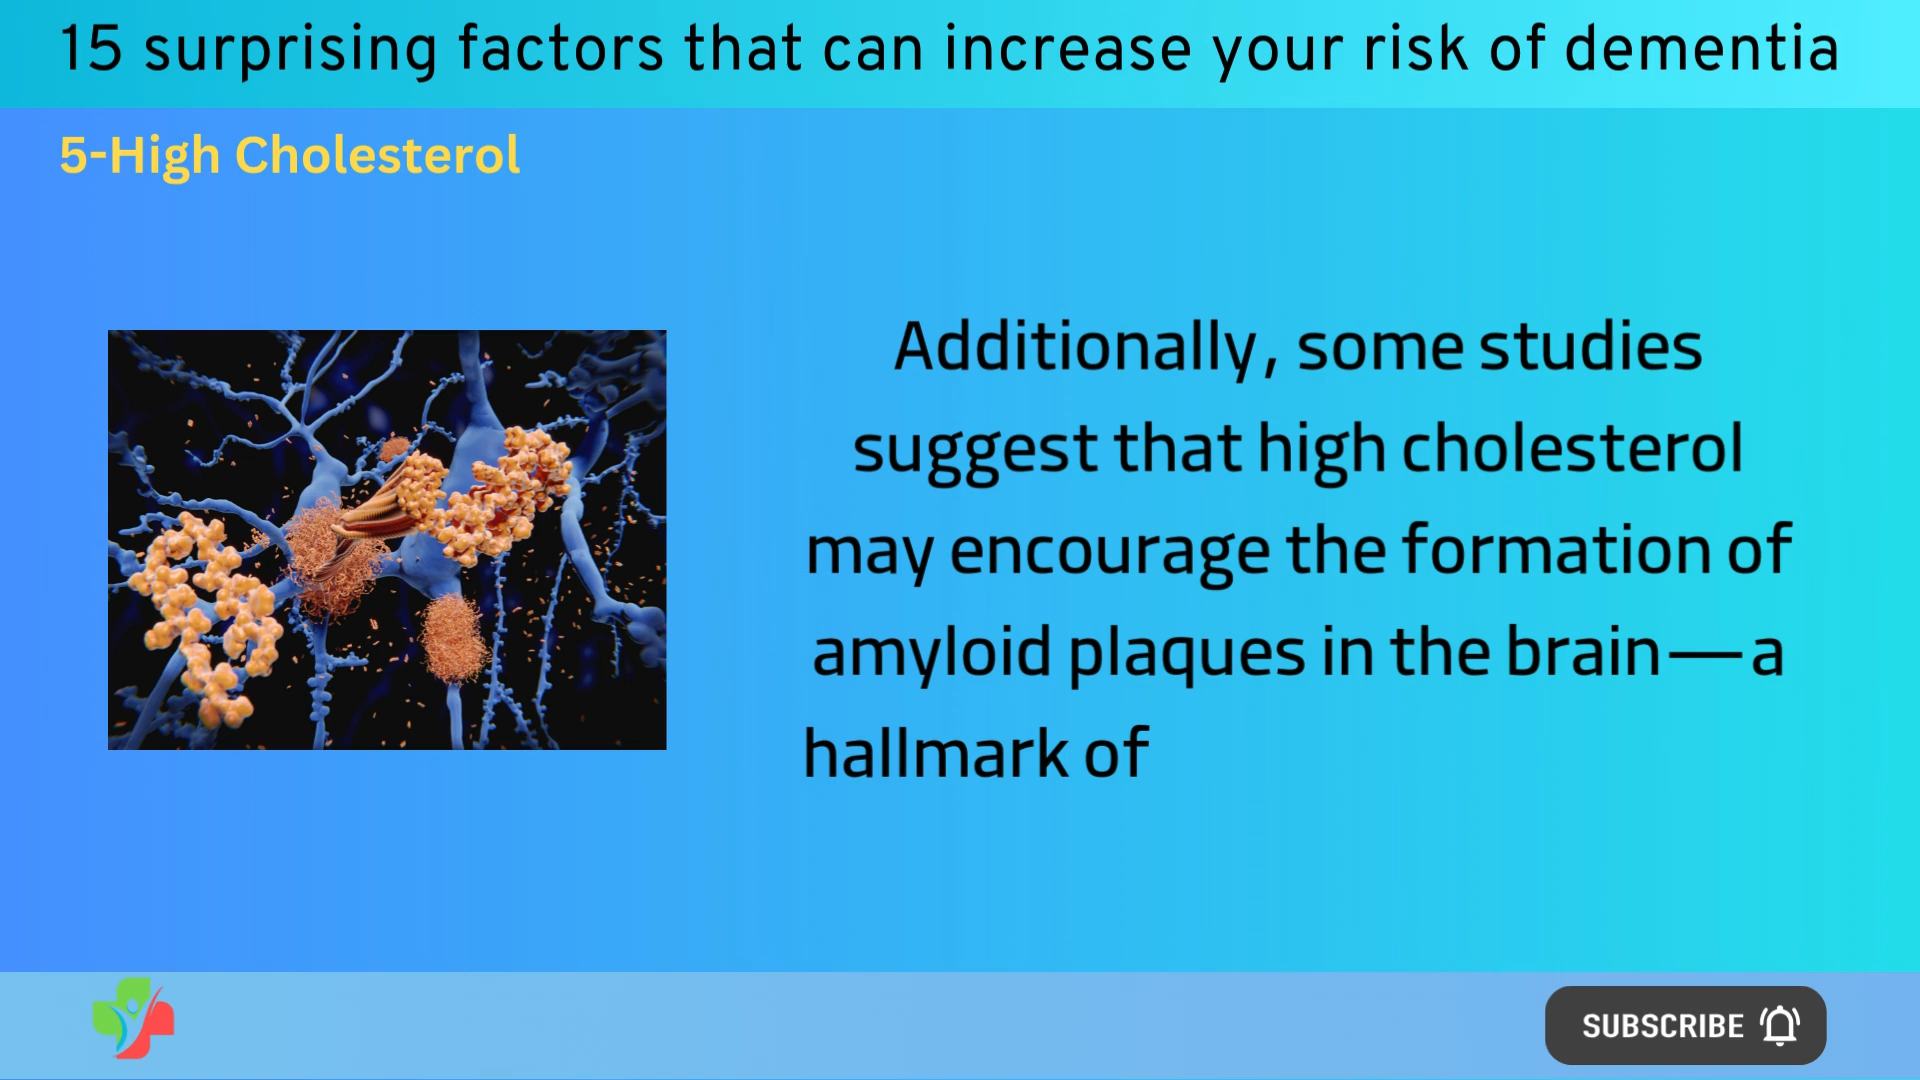 15 surprising factors that can increase your risk of dementia
5-High Cholesterol
Additionally, some studies
suggest that high cholesterol
may encourage the formation of
amyloid plaques in the brain—a
hallmark of
SUBSCRIBE